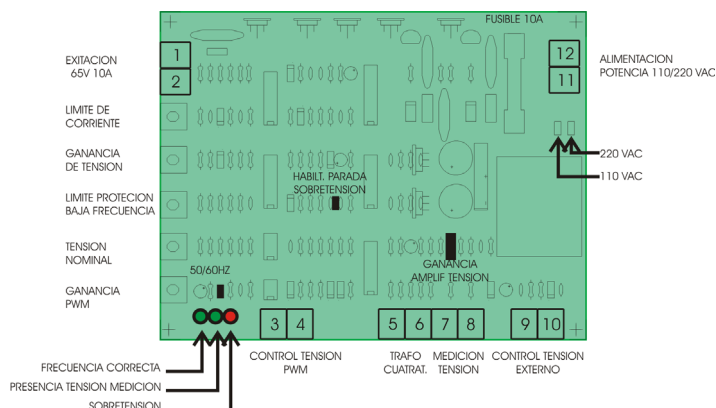 FUSIBLE 10A
1
2
12
11
EXITACION
65V 10A
ALIMENTACION
POTENCIA 110/220 VAC
LIMITE DE
CORRIENTE
GANANCIA
DE TENSION
220 VAC
110 VAC
HABILT. PARADA
SOBRETENSION
LIMITE PROTECION
BAJA FRECUENCIA
TENSION
NOMINAL
GANANCIA
AMPLIF TENSION
50/60HZ
GANANCIA
PWM
3 4
5 6 7 8
9 10
CONTROL TENSION
PWM
TRAFO
CUATRAT.
MEDICION
TENSION
CONTROL TENSION
EXTERNO
FRECUENCIA CORRECTA
PRESENCIA TENSION MEDICION
SOBRETENSION